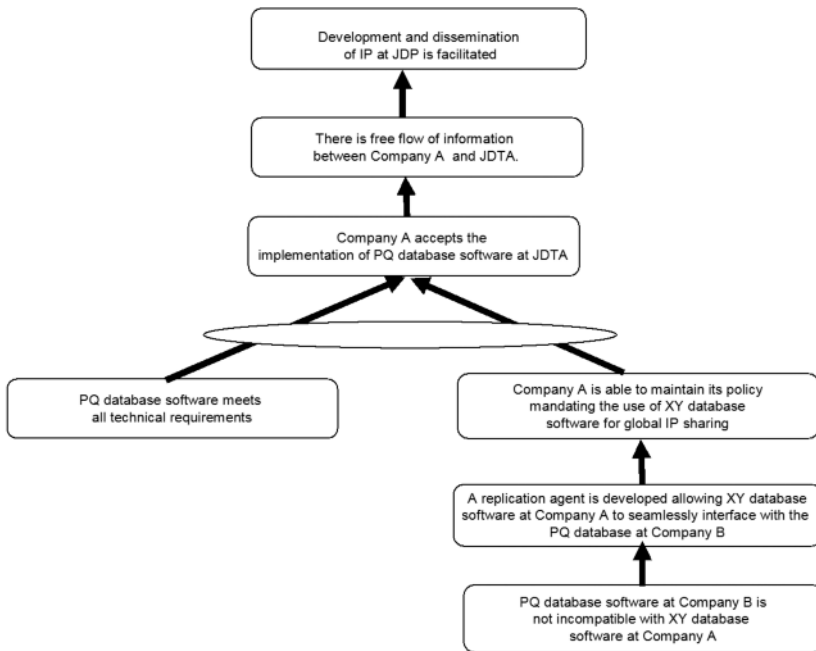 Development and dissemination
of IP at JDP is facilitated
There is free flow of information
between Company A and JDTA.
Company A accepts the
implementation of PQ database software at JDTA
PQ database software meets
all technical requirements
Company A is able to maintain its policy
mandating the use of XY database
software for global IP sharing
A replication agent is developed allowing XY database
software at Company A to seamlessly interface with the
PQ database at Company B
PQ database software at Company B is
not incompatible with XY database
software at Company A